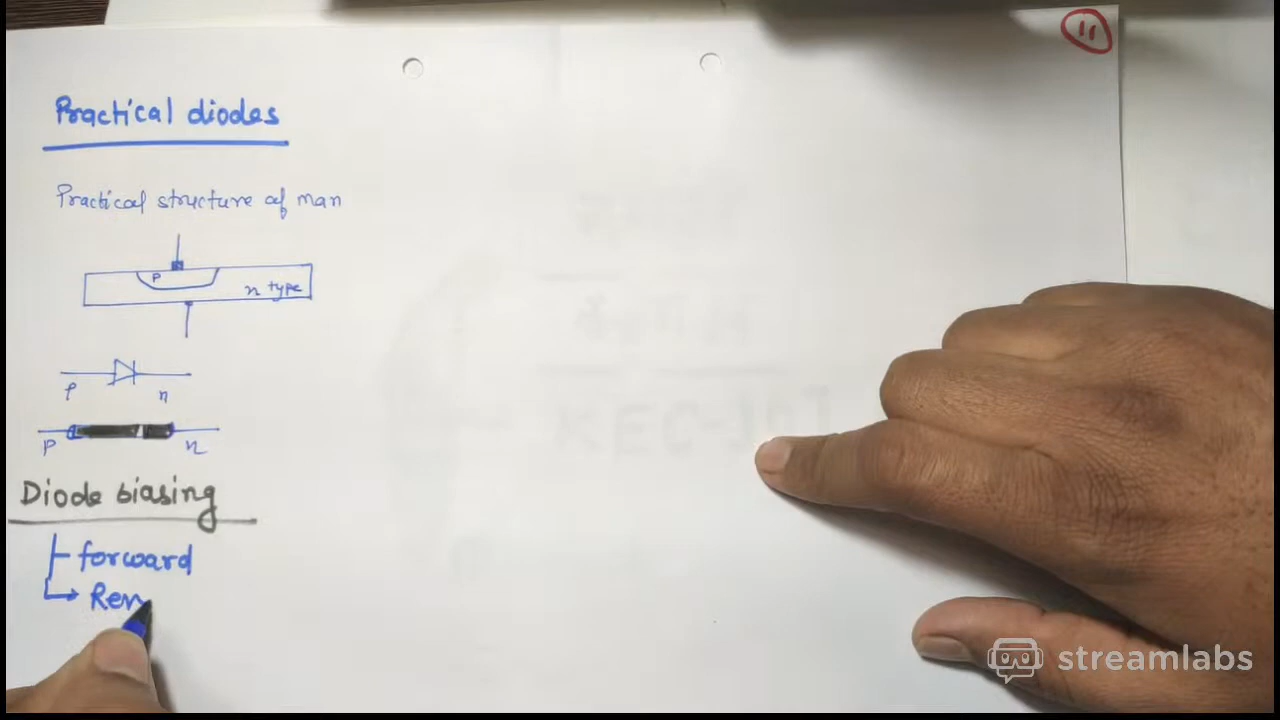 11
Practical diodes
Practical structure of man
P
n type
P n
P n
Diode biasing
forward
Rev
streamlabs